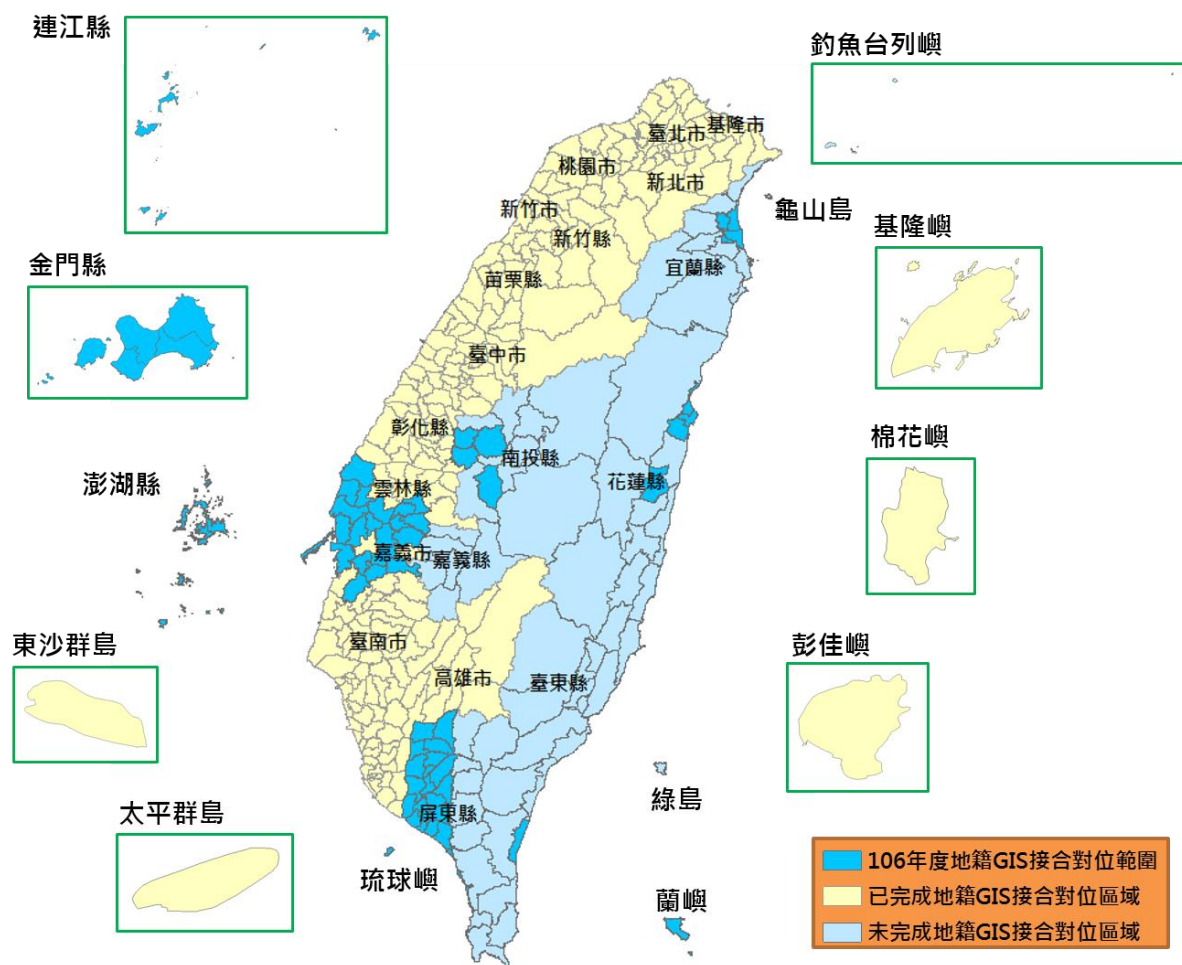 連江縣
釣魚台列嶼
臺北市
基隆市
桃園市
新北市
新竹市
龜山島
新竹縣
基隆嶼
金門縣
宜蘭縣
苗栗縣
臺中市
彰化縣
棉花嶼
南投縣
澎湖縣
花蓮縣
雲林縣
嘉義市
嘉義縣
東沙群島
臺南市
彭佳嶼
高雄市
臺東縣
綠島
太平群島
屏東縣
琉球嶼
蘭嶼
106年度地籍GIS接合對位範圍
已完成地籍GIS接合對位區域
未完成地籍GIS接合對位區域